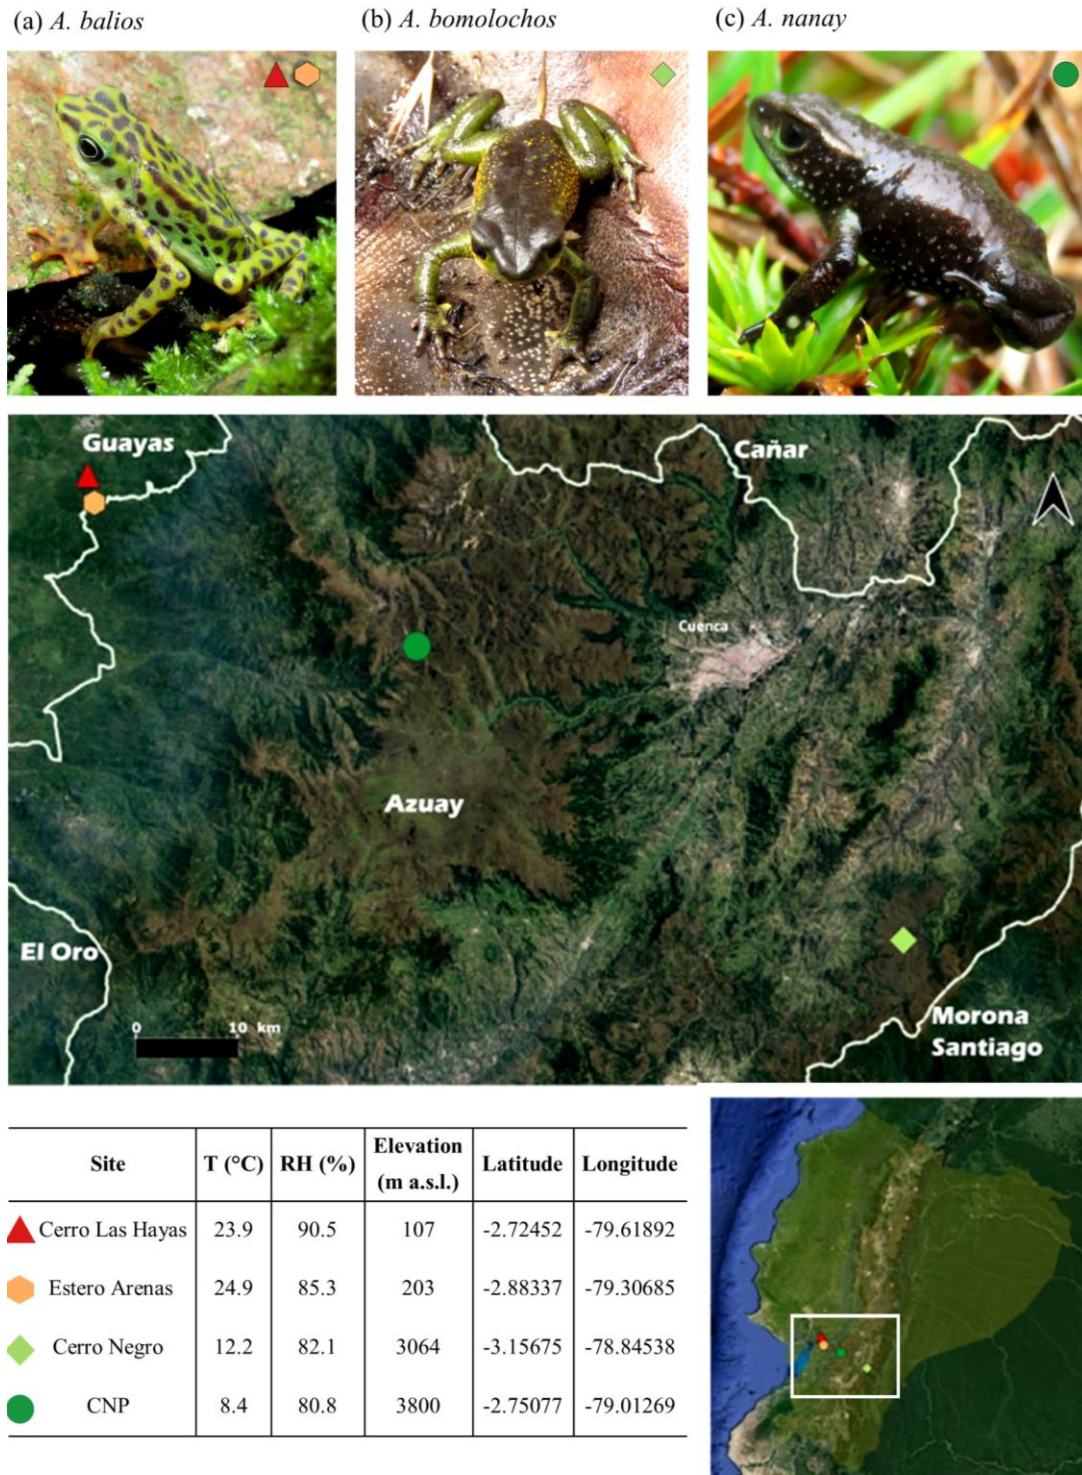 (a) A. balios
(b) A. bomolochos
(c) A. nanay
Guayas
Cañar
Cuenca
Azuay
El Oro
0 10 km
Morona
Santiago
Site T (°C) RH (%) Elevation (m a.s.l.) Latitude Longitude
Cerro Las Hayas 23.9 90.5 107 -2.72452 -79.61892
Estero Arenas 24.9 85.3 203 -2.88337 -79.30685
Cerro Negro 12.2 82.1 3064 -3.15675 -78.84538
CNP 8.4 80.8 3800 -2.75077 -79.01269